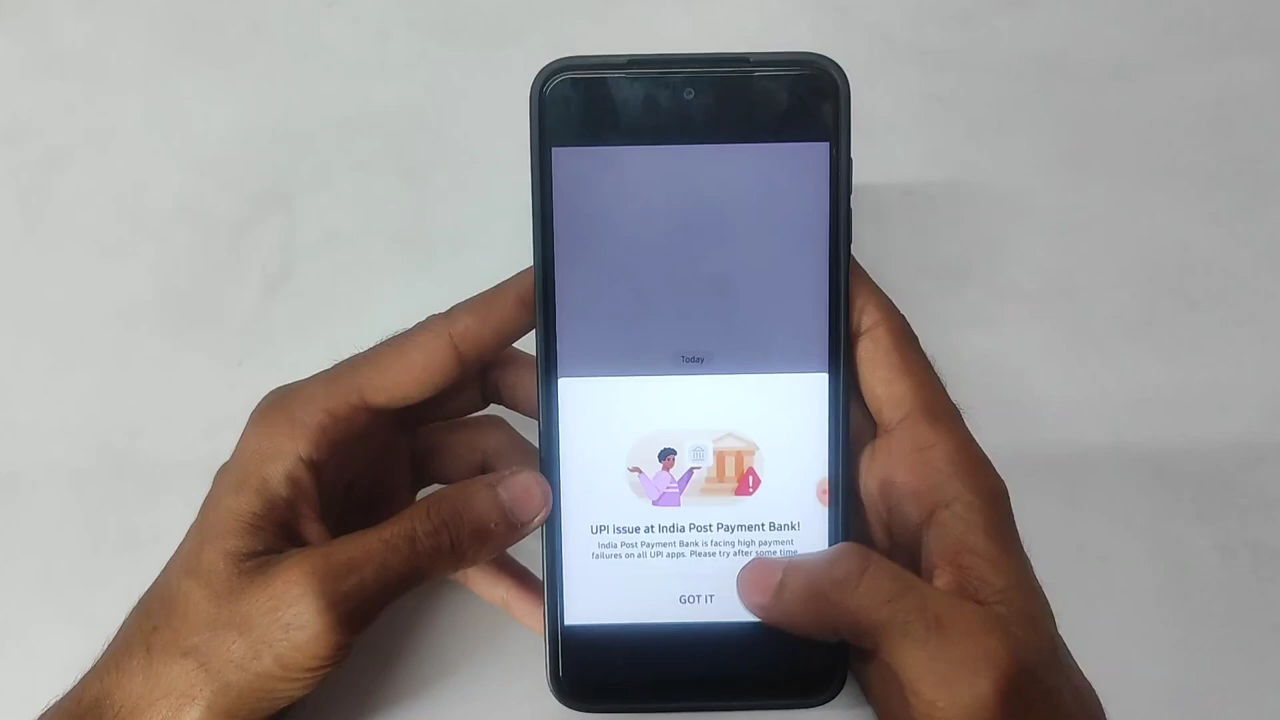 Today
UPI issue at India Post Payment Bank!
India Post Payment Bank is facing high payment
failures on all UPI apps. Please try after some time
GOT IT